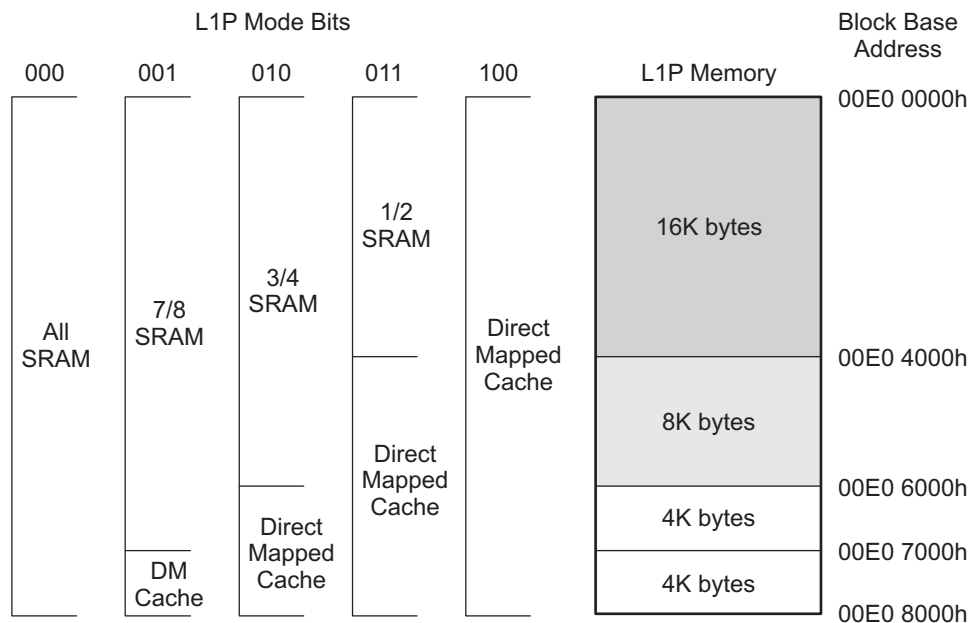 L1P Mode Bits
Block Base
Address
000 001 010 011 100 L1P Memory
00E0 0000h
1/2
SRAM
16K bytes
3/4
SRAM
7/8
SRAM
All
SRAM
Direct
Mapped
Cache
00E0 4000h
8K bytes
Direct
Mapped
Cache
00E0 6000h
4K bytes
Direct
Mapped
Cache
00E0 7000h
DM
Cache
4K bytes
00E0 8000h